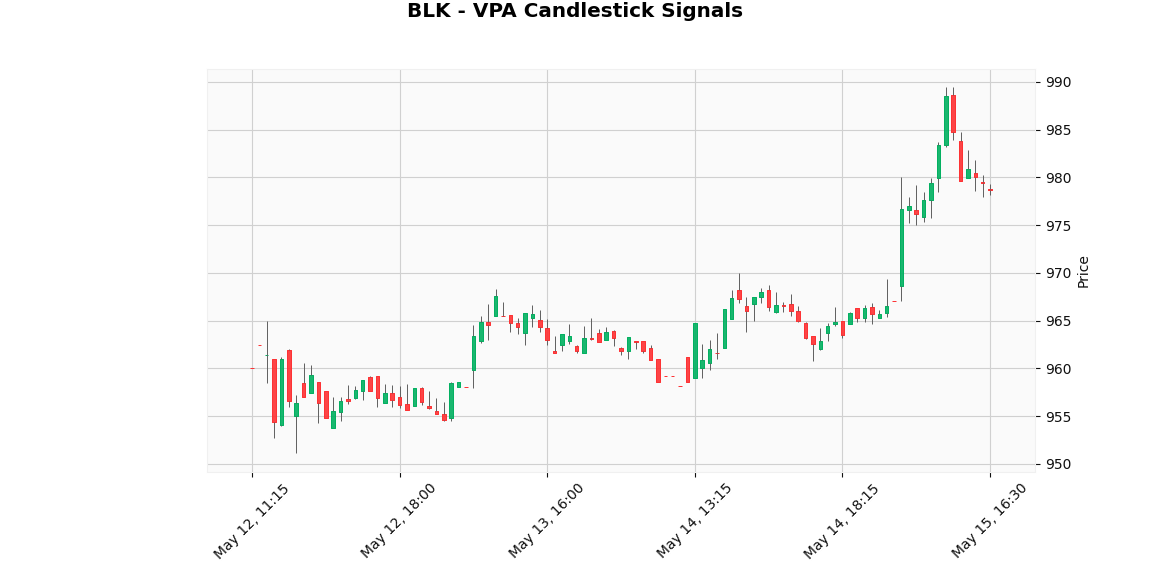 BLK - VPA Candlestick Signals
990
985
980
975
970
965
960
955
950
Price
May 12, 11:15
May 12, 18:00
May 13, 16:00
May 14, 13:15
May 14, 18:15
May 15, 16:30